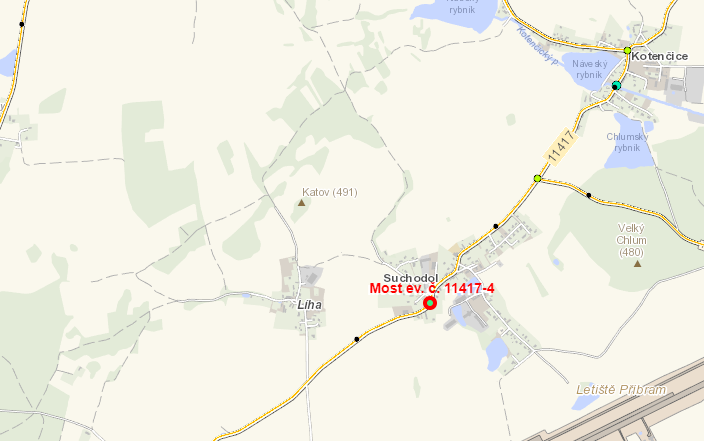 rybník
Kotenčický p.
Kotenčice
Náveský
rybník
11417
Chlumský
rybník
Katov (491)
Velký
Chlum
(480)
Suchodol
Most ev. č. 11417-4
Líha
Letiště Příbram